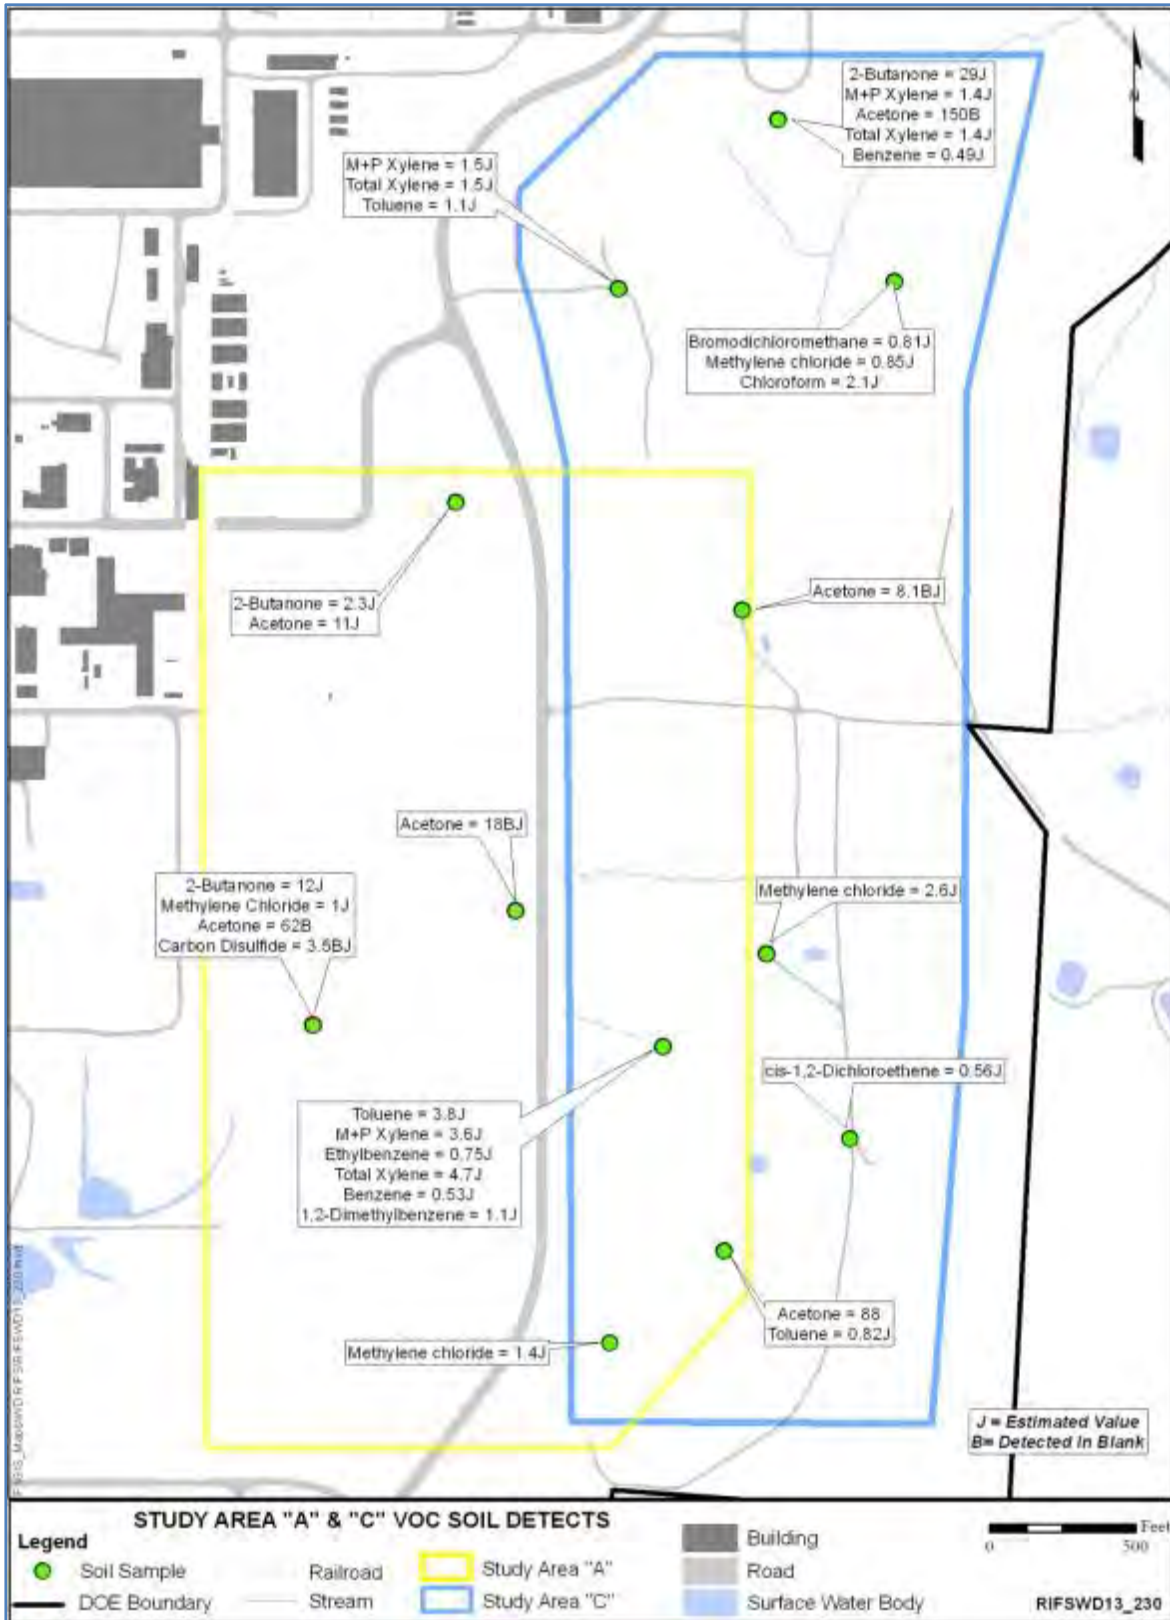 2-Butanone = 29J
M+P Xylene = 1.4J
Acetone = 150B
Total Xylene = 1.4J
Benzene = 0.49J
N
M+P Xylene = 1.5J
Total Xylene = 1.5J
Toluene = 1.1J
Bromodichloromethane = 0.81J
Methylene chloride = 0.85J
Chloroform = 2.1J
2-Butanone = 2.3J
Acetone = 11J
Acetone = 8.1BJ
Acetone = 18BJ
2-Butanone = 12J
Methylene Chloride = 1J
Acetone = 62B
Carbon Disulfide = 3.5BJ
Methylene chloride = 2.6J
cis-1,2-Dichloroethene = 0.56J
Toluene = 3.8J
M+P Xylene = 3.6J
Ethylbenzene = 0.75J
Total Xylene = 4.7J
Benzene = 0.53J
1,2-Dimethylbenzene = 1.1J
Acetone = 88
Toluene = 0.82J
Methylene chloride = 1.4J
J = Estimated Value
B= Detected In Blank
STUDY AREA "A" & "C" VOC SOIL DETECTS
Legend
Soil Sample
DOE Boundary
Railroad
Stream
Study Area "A"
Study Area "C"
Building
Road
Surface Water Body
Feet
0 500
RIFSWD13_230